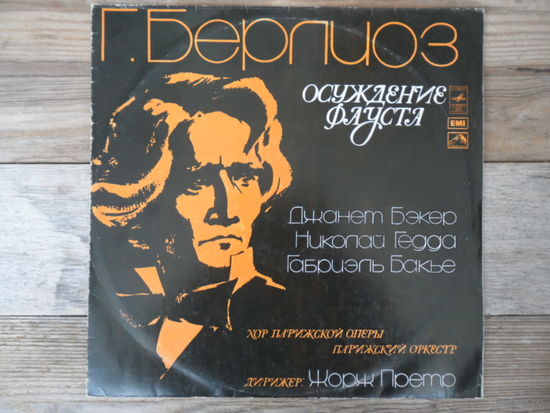 Г. Берлиоз
ОСУЖДЕНИЕ
ФАУСТА
EMI
Джанет Бэкер
Николай Гедда
Габриэль Бакье
ХОР ПАРИЖСКОЙ ОПЕРЫ
ПАРИЖСКИЙ ОРКЕСТР
ДИРИЖЕР: Жорж Претр